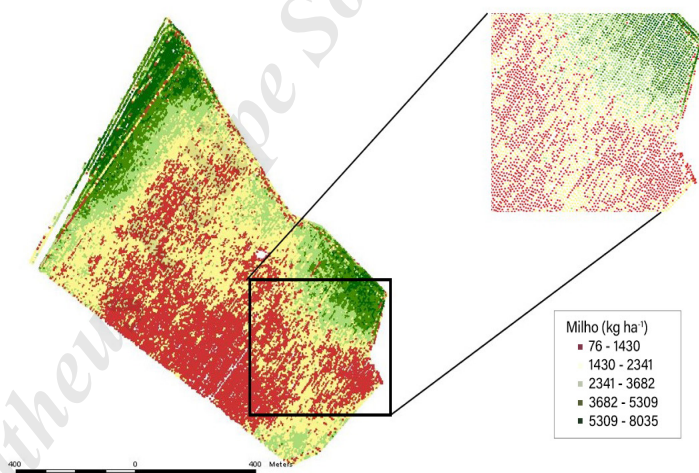 Milho (kg ha⁻¹)
76 - 1430
1430 - 2341
2341 - 3682
3682 - 5309
5309 - 8035
400 0 400 Meters